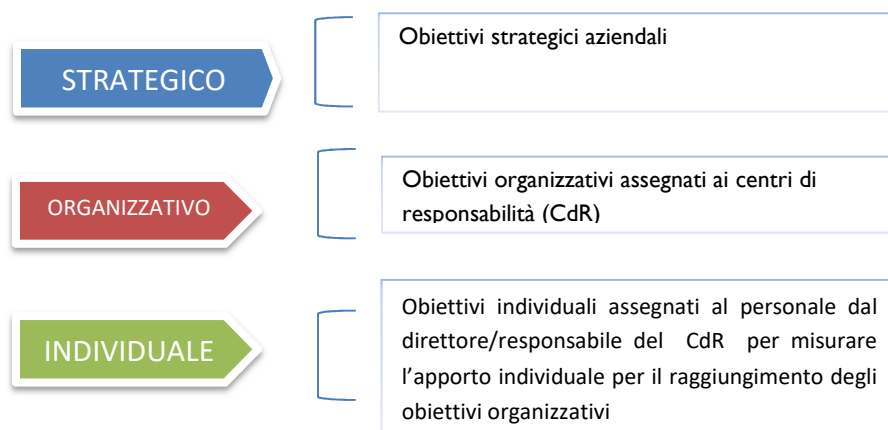 STRATEGICO
Obiettivi strategici aziendali
ORGANIZZATIVO
Obiettivi organizzativi assegnati ai centri di
responsabilità (CdR)
INDIVIDUALE
Obiettivi individuali assegnati al personale dal
direttore/responsabile del CdR per misurare
l’apporto individuale per il raggiungimento degli
obiettivi organizzativi